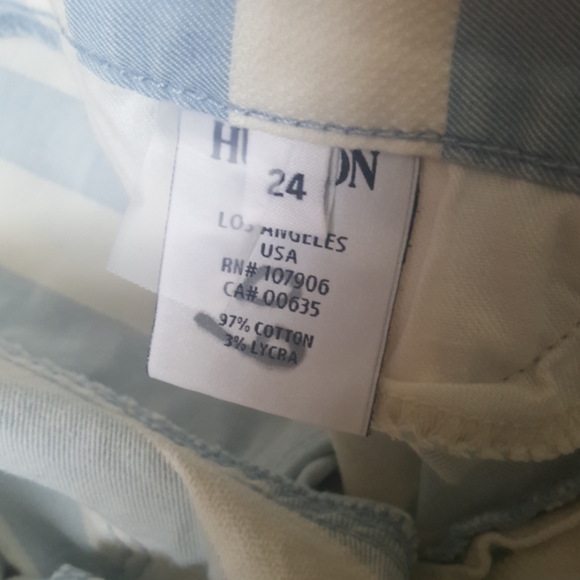 24
LOS ANGELES
USA
RN# 107906
CA# 00635
97% COTTON
3% LYCRA